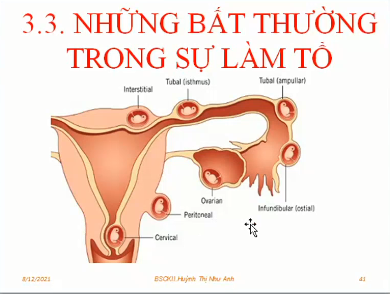 3.3. NHỮNG BẤT THƯỜNG
TRONG SỰ LÀM TỔ
Interstitial
Tubal (isthmus)
Tubal (ampullar)
Ovarian
Infundibular (ostial)
Peritoneal
Cervical
8/12/2021
BSCKII.Huỳnh Thị Như Anh
41